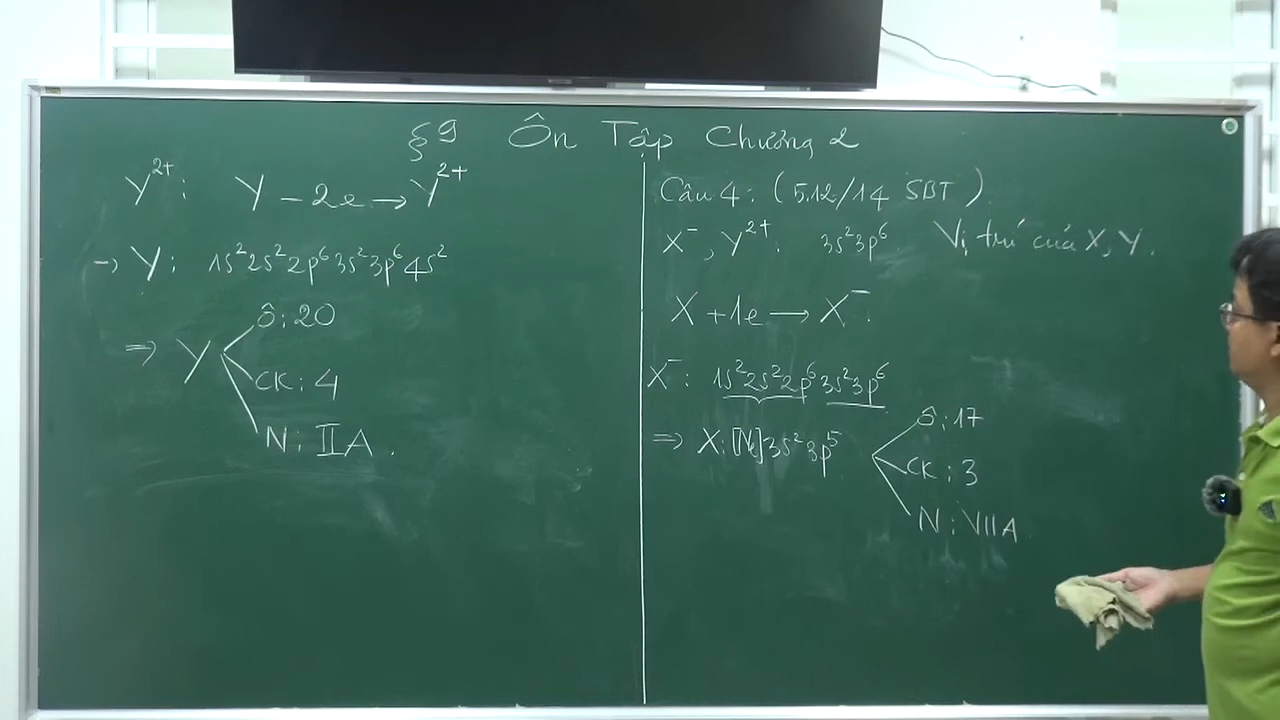 §9 Ôn Tập Chương 2
Y²⁺: Y – 2e → Y²⁺
→ Y: 1s²2s²2p⁶3s²3p⁶4s²
⇒ Y
Ô: 20
CK: 4
N: IIA.
Câu 4: (5.12/14 SBT)
X⁻, Y²⁺: 3s²3p⁶. Vị trí của X, Y.
X + 1e → X⁻.
X⁻: 1s²2s²2p⁶3s²3p⁶
⇒ X: [Ne]3s²3p⁵
Ô: 17
CK: 3
N: VIIA